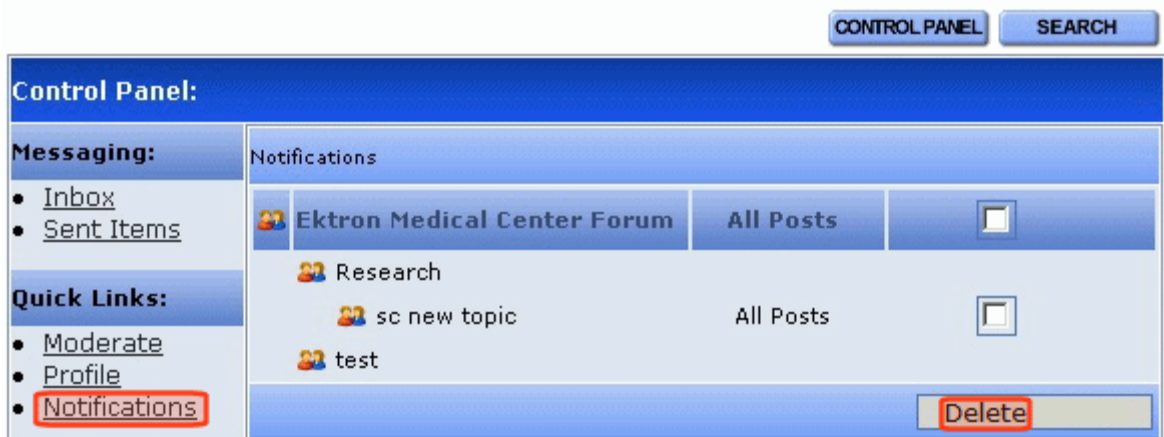 CONTROL PANEL
SEARCH
Control Panel:
Messaging:
Inbox
Sent Items
Quick Links:
Moderate
Profile
Notifications
Notifications
Ektron Medical Center Forum All Posts
Research
sc new topic All Posts
test
Delete